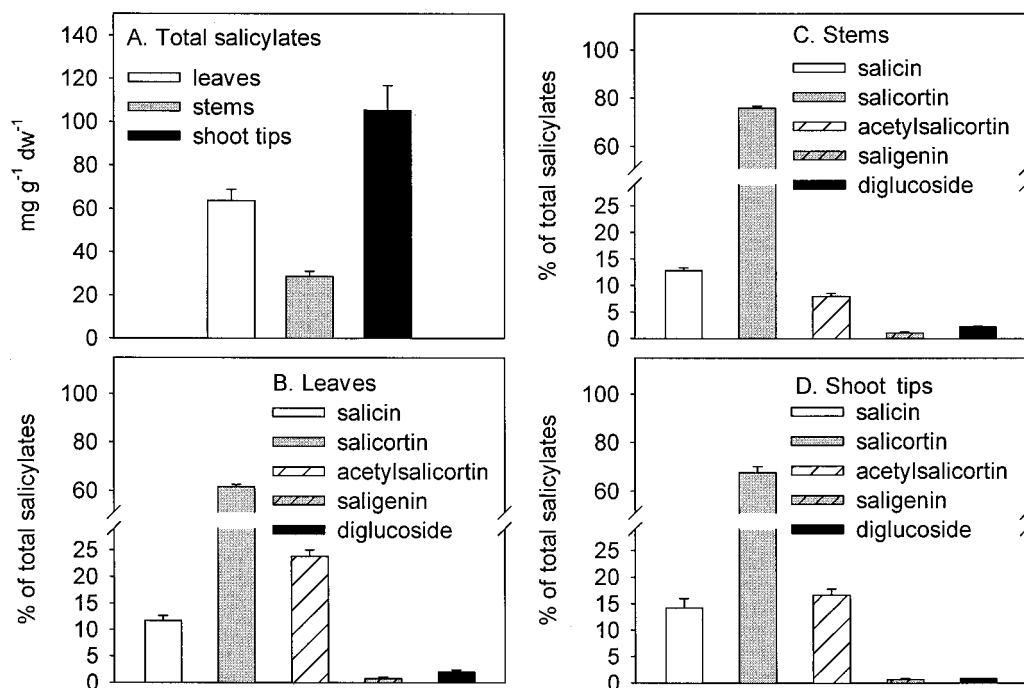 A. Total salicylates
leaves
stems
shoot tips
mg g⁻¹ dw⁻¹
140
120
100
80
60
40
20
0
B. Leaves
salicin
salicortin
acetylsalicortin
saligenin
diglucoside
% of total salicylates
100
80
60
25
20
15
10
5
0
C. Stems
salicin
salicortin
acetylsalicortin
saligenin
diglucoside
% of total salicylates
100
80
60
25
20
15
10
5
0
D. Shoot tips
salicin
salicortin
acetylsalicortin
saligenin
diglucoside
% of total salicylates
100
80
60
25
20
15
10
5
0